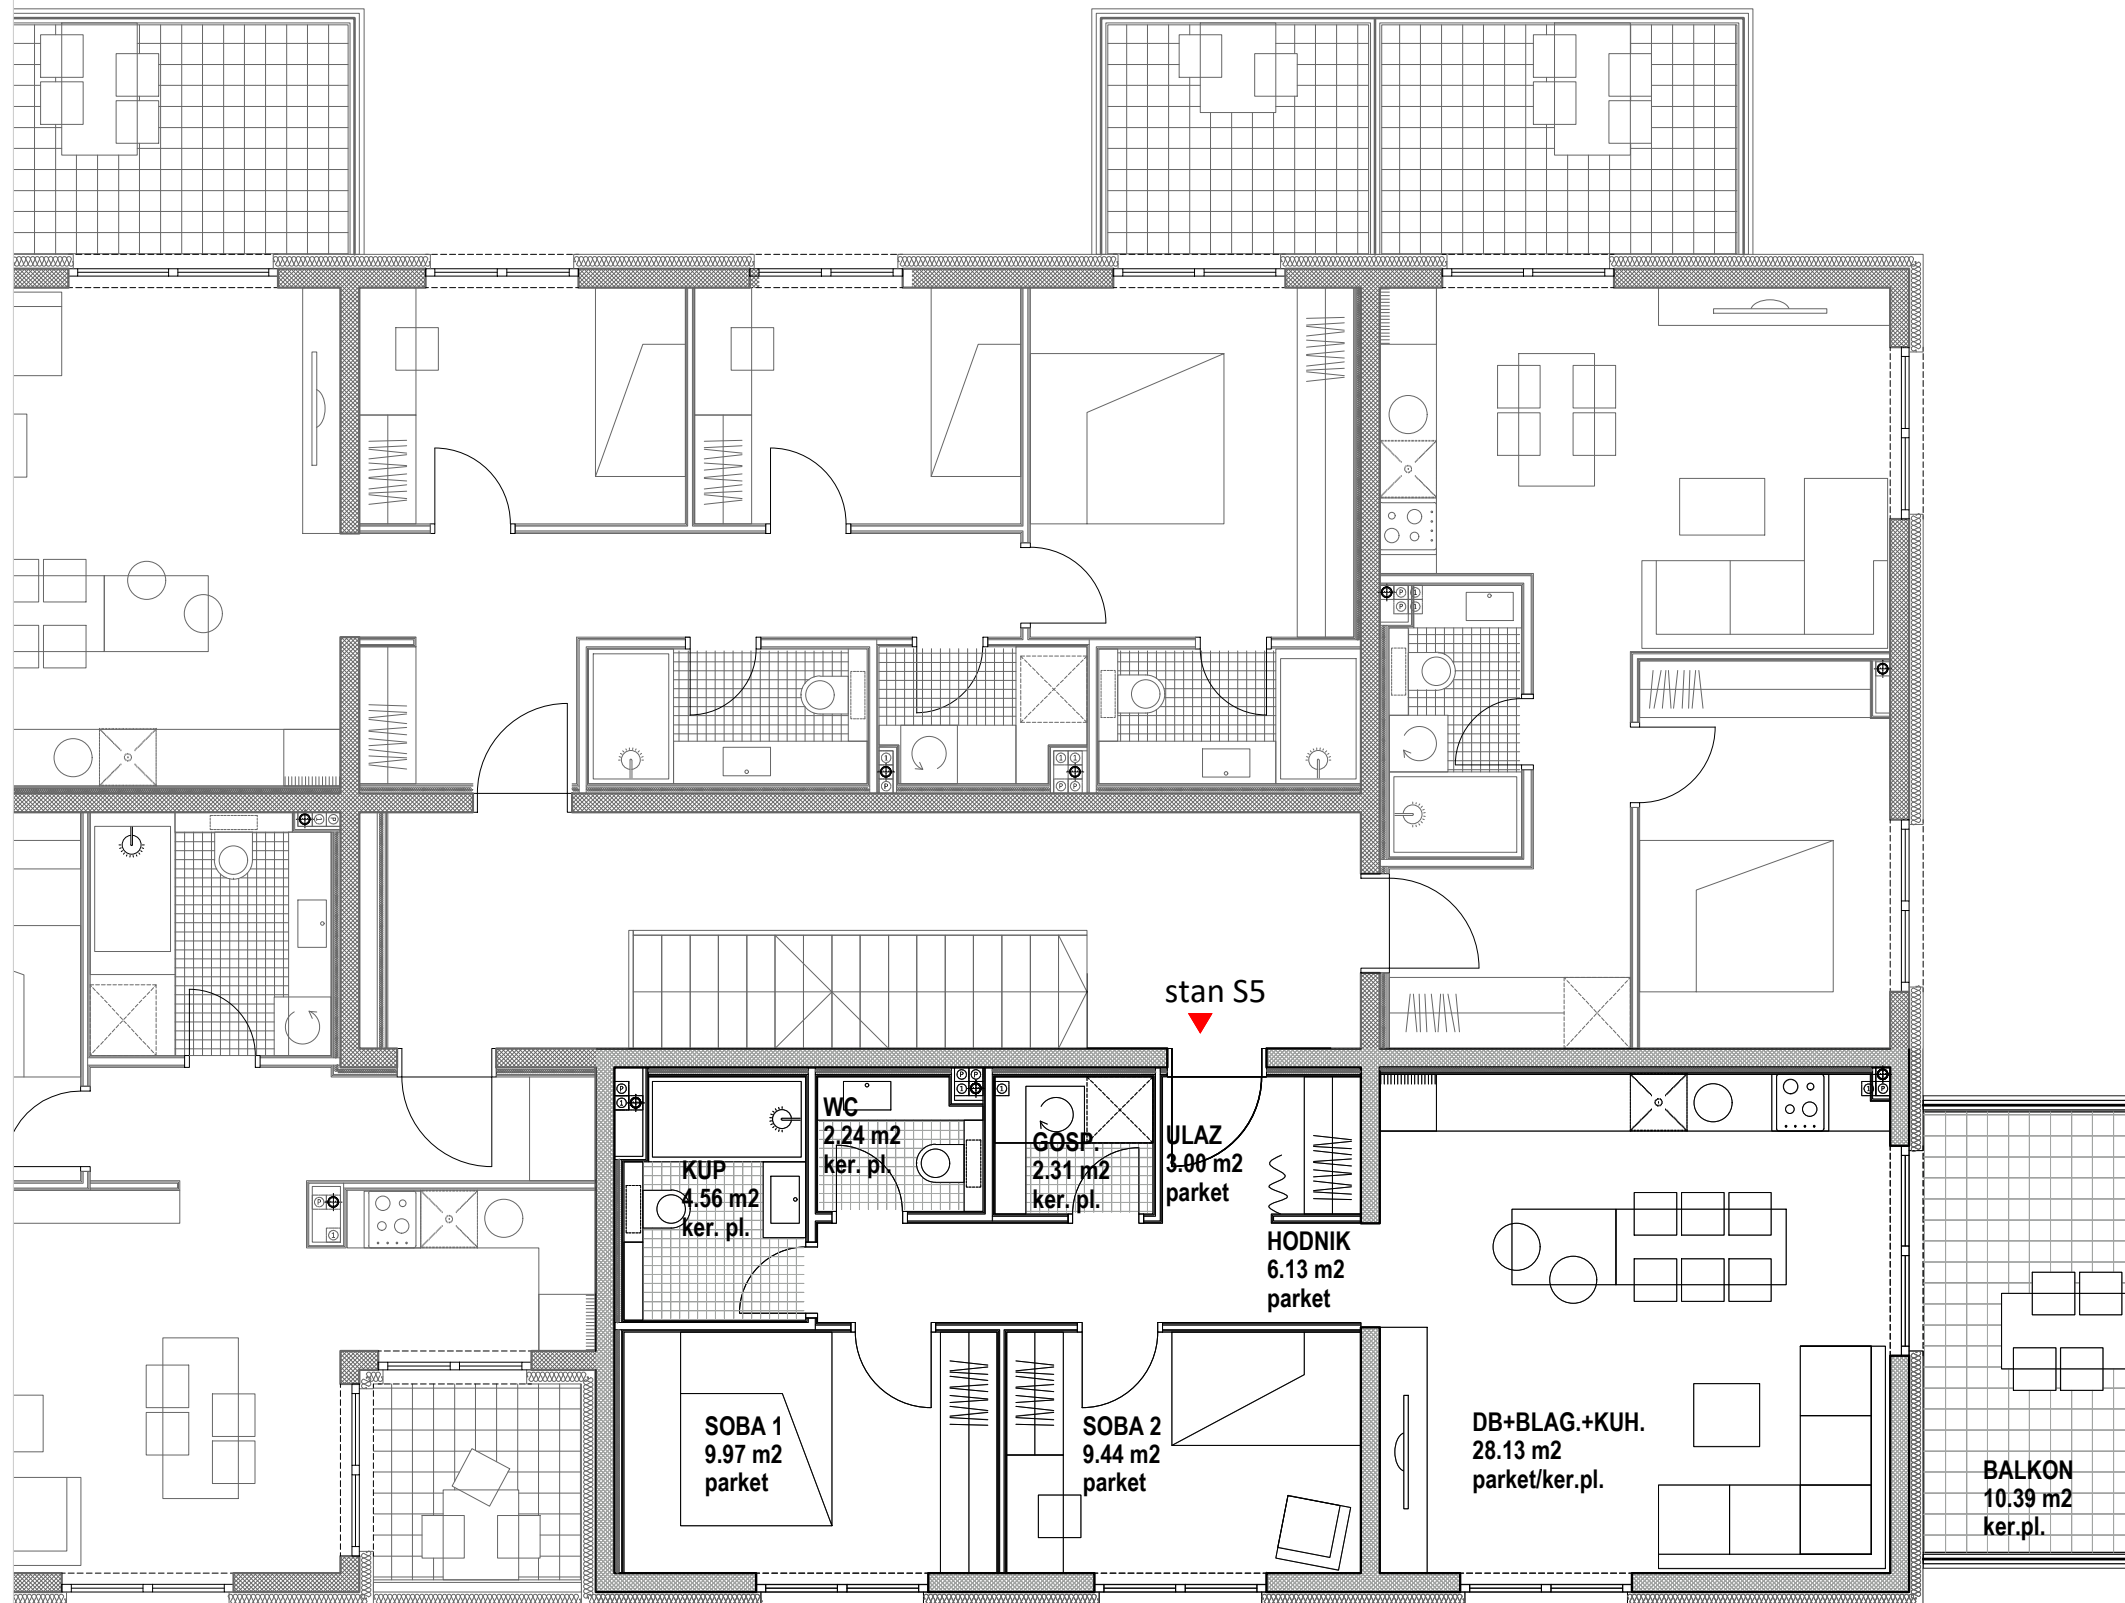 stan S5
WC
2.24 m2
ker. pl.
GOSP.
2.31 m2
ker. pl.
ULAZ
3.00 m2
parket
KUP
4.56 m2
ker. pl.
HODNIK
6.13 m2
parket
SOBA 1
9.97 m2
parket
SOBA 2
9.44 m2
parket
DB+BLAG.+KUH.
28.13 m2
parket/ker.pl.
BALKON
10.39 m2
ker.pl.